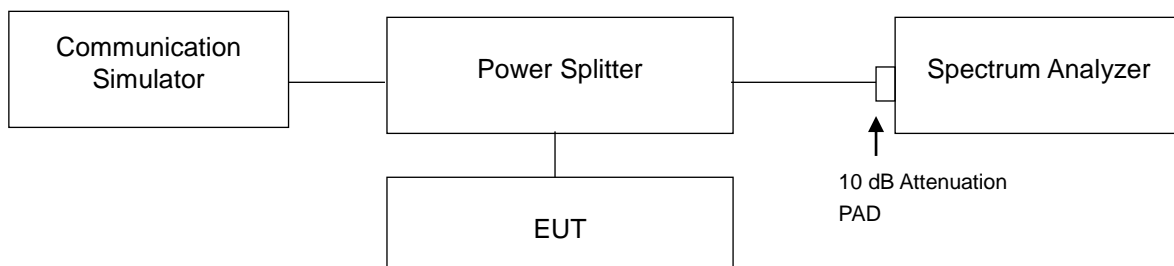 Communication
Simulator
Power Splitter
Spectrum Analyzer
10 dB Attenuation
PAD
EUT